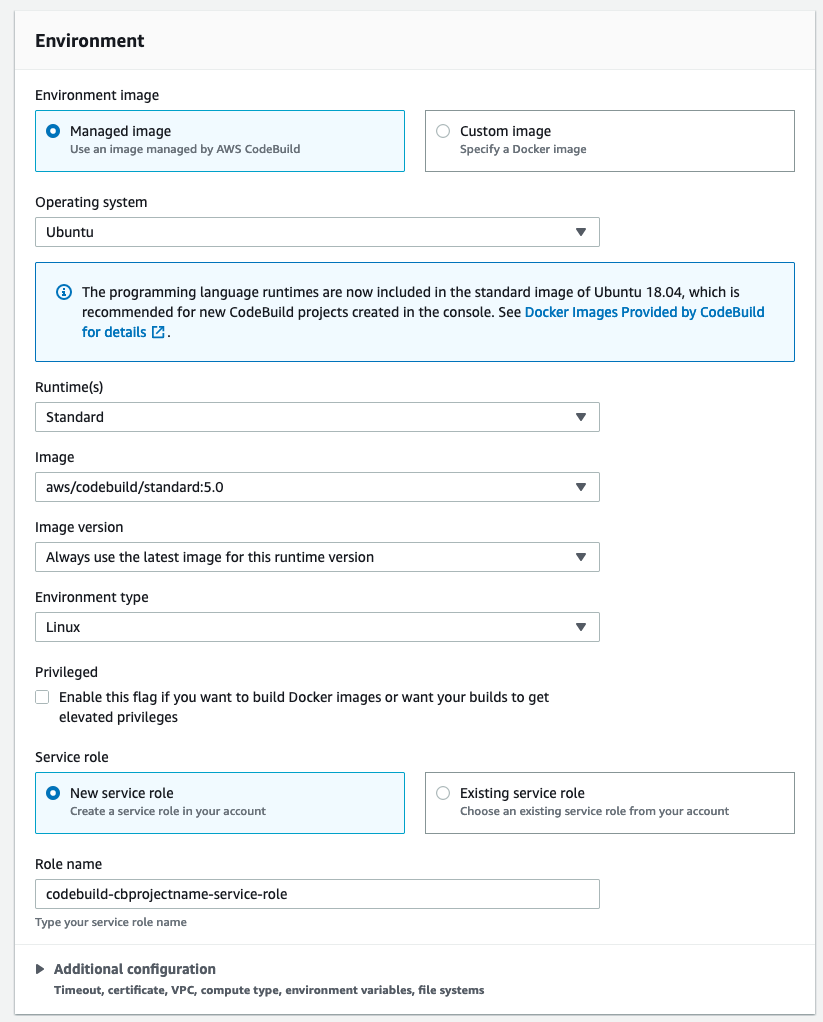 Environment
Environment image
Managed image
Use an image managed by AWS CodeBuild
Custom image
Specify a Docker image
Operating system
Ubuntu
The programming language runtimes are now included in the standard image of Ubuntu 18.04, which is
recommended for new CodeBuild projects created in the console. See Docker Images Provided by CodeBuild
for details .
Runtime(s)
Standard
Image
aws/codebuild/standard:5.0
Image version
Always use the latest image for this runtime version
Environment type
Linux
Privileged
Enable this flag if you want to build Docker images or want your builds to get
elevated privileges
Service role
New service role
Create a service role in your account
Existing service role
Choose an existing service role from your account
Role name
codebuild-cbprojectname-service-role
Type your service role name
Additional configuration
Timeout, certificate, VPC, compute type, environment variables, file systems